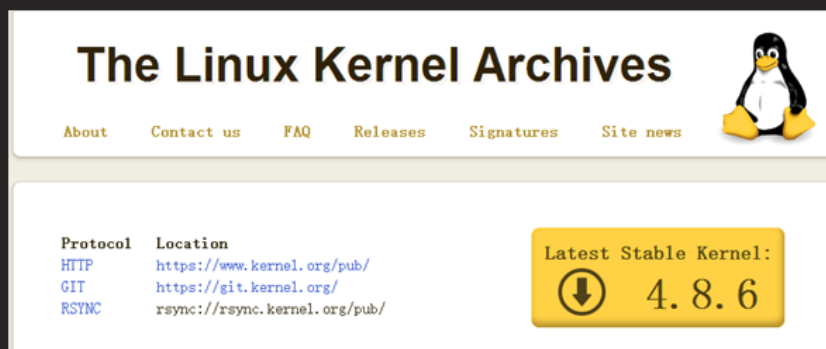 The Linux Kernel Archives
About Contact us FAQ Releases Signatures Site news
Protocol Location
HTTP https://www.kernel.org/pub/
GIT https://git.kernel.org/
RSYNC rsync://rsync.kernel.org/pub/
Latest Stable Kernel:
4.8.6